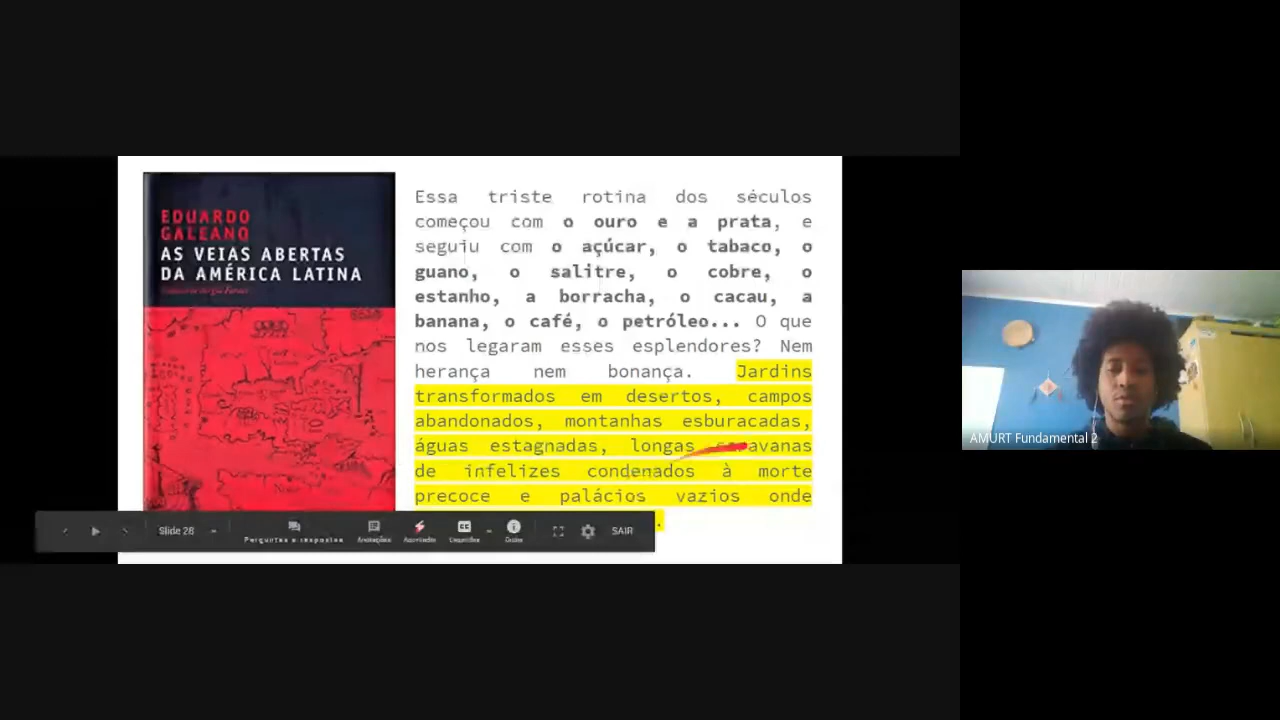 EDUARDO
GALEANO
AS VEIAS ABERTAS
DA AMÉRICA LATINA
Essa triste rotina dos séculos
começou com o ouro e a prata, e
seguiu com o açúcar, o tabaco, o
guano, o salitre, o cobre, o
estanho, a borracha, o cacau, a
banana, o café, o petróleo... O que
nos legaram esses esplendores? Nem
herança nem bonança. Jardins
transformados em desertos, campos
abandonados, montanhas esburacadas,
águas estagnadas, longas
de infelizes condenados à morte
precoce e palácios vazios onde
.
Slide 28
Perguntas e respostas
Anotações
SAIR
AMURT Fundamental 2